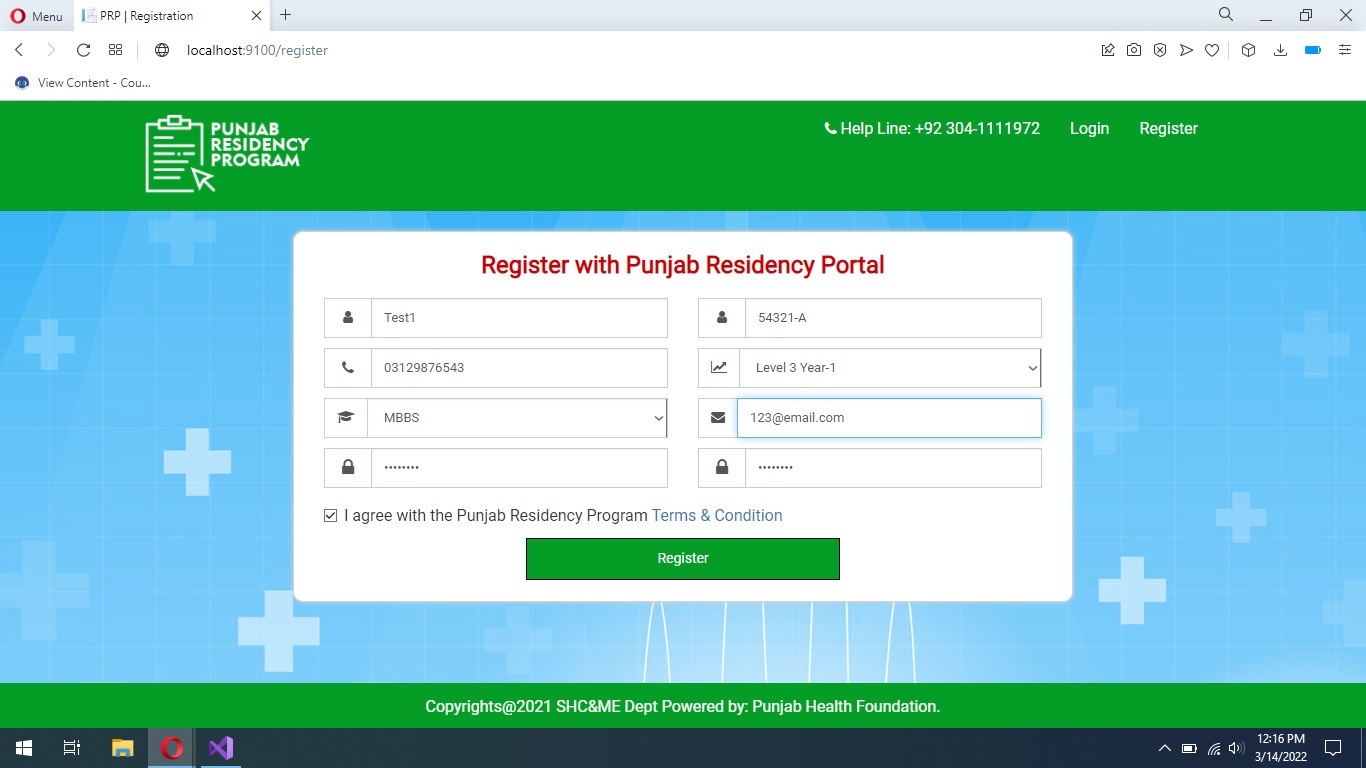 Menu
PRP | Registration
localhost:9100/register
View Content - Cou...
PUNJAB
RESIDENCY
PROGRAM
Help Line: +92 304-1111972 Login Register
Register with Punjab Residency Portal
Test1
54321-A
03129876543
Level 3 Year-1
MBBS
123@email.com
••••••••
••••••••
I agree with the Punjab Residency Program Terms & Condition
Register
Copyrights@2021 SHC&ME Dept Powered by: Punjab Health Foundation.
12:16 PM
3/14/2022